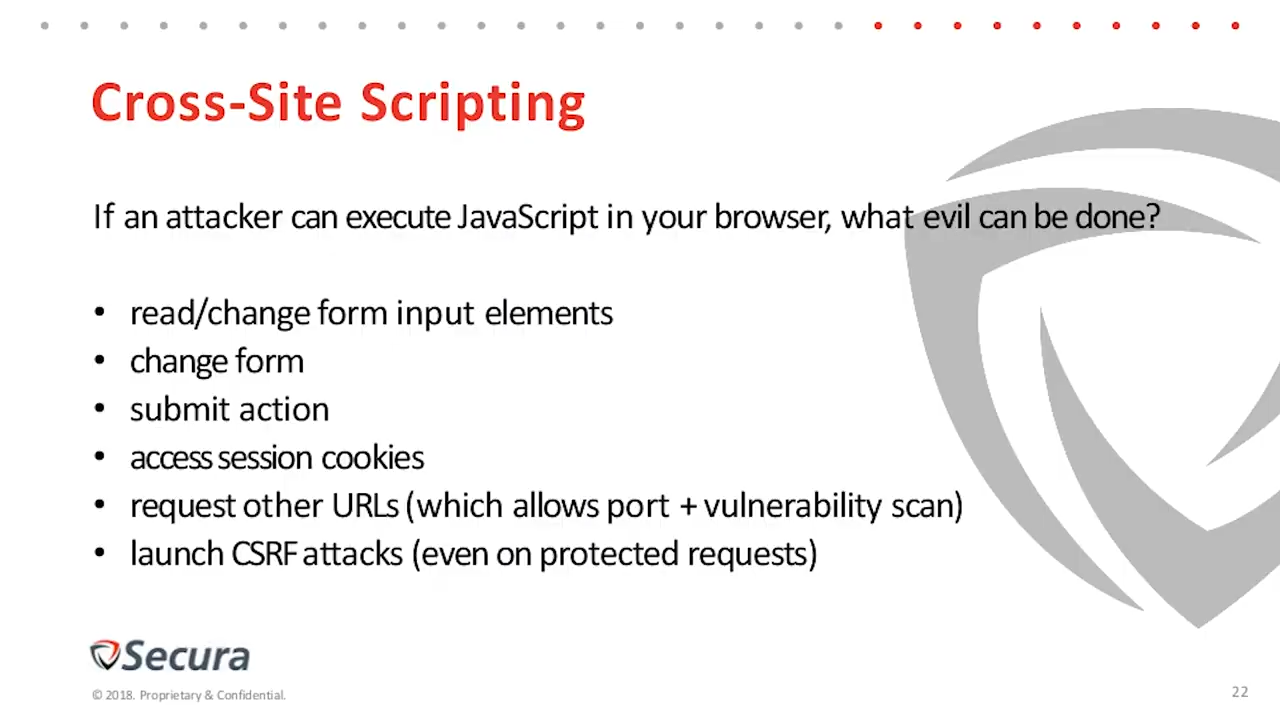 Cross-Site Scripting
If an attacker can execute JavaScript in your browser, what evil can be done?
• read/change form input elements
• change form
• submit action
• access session cookies
• request other URLs (which allows port + vulnerability scan)
• launch CSRF attacks (even on protected requests)
Secura
© 2018. Proprietary & Confidential.
22